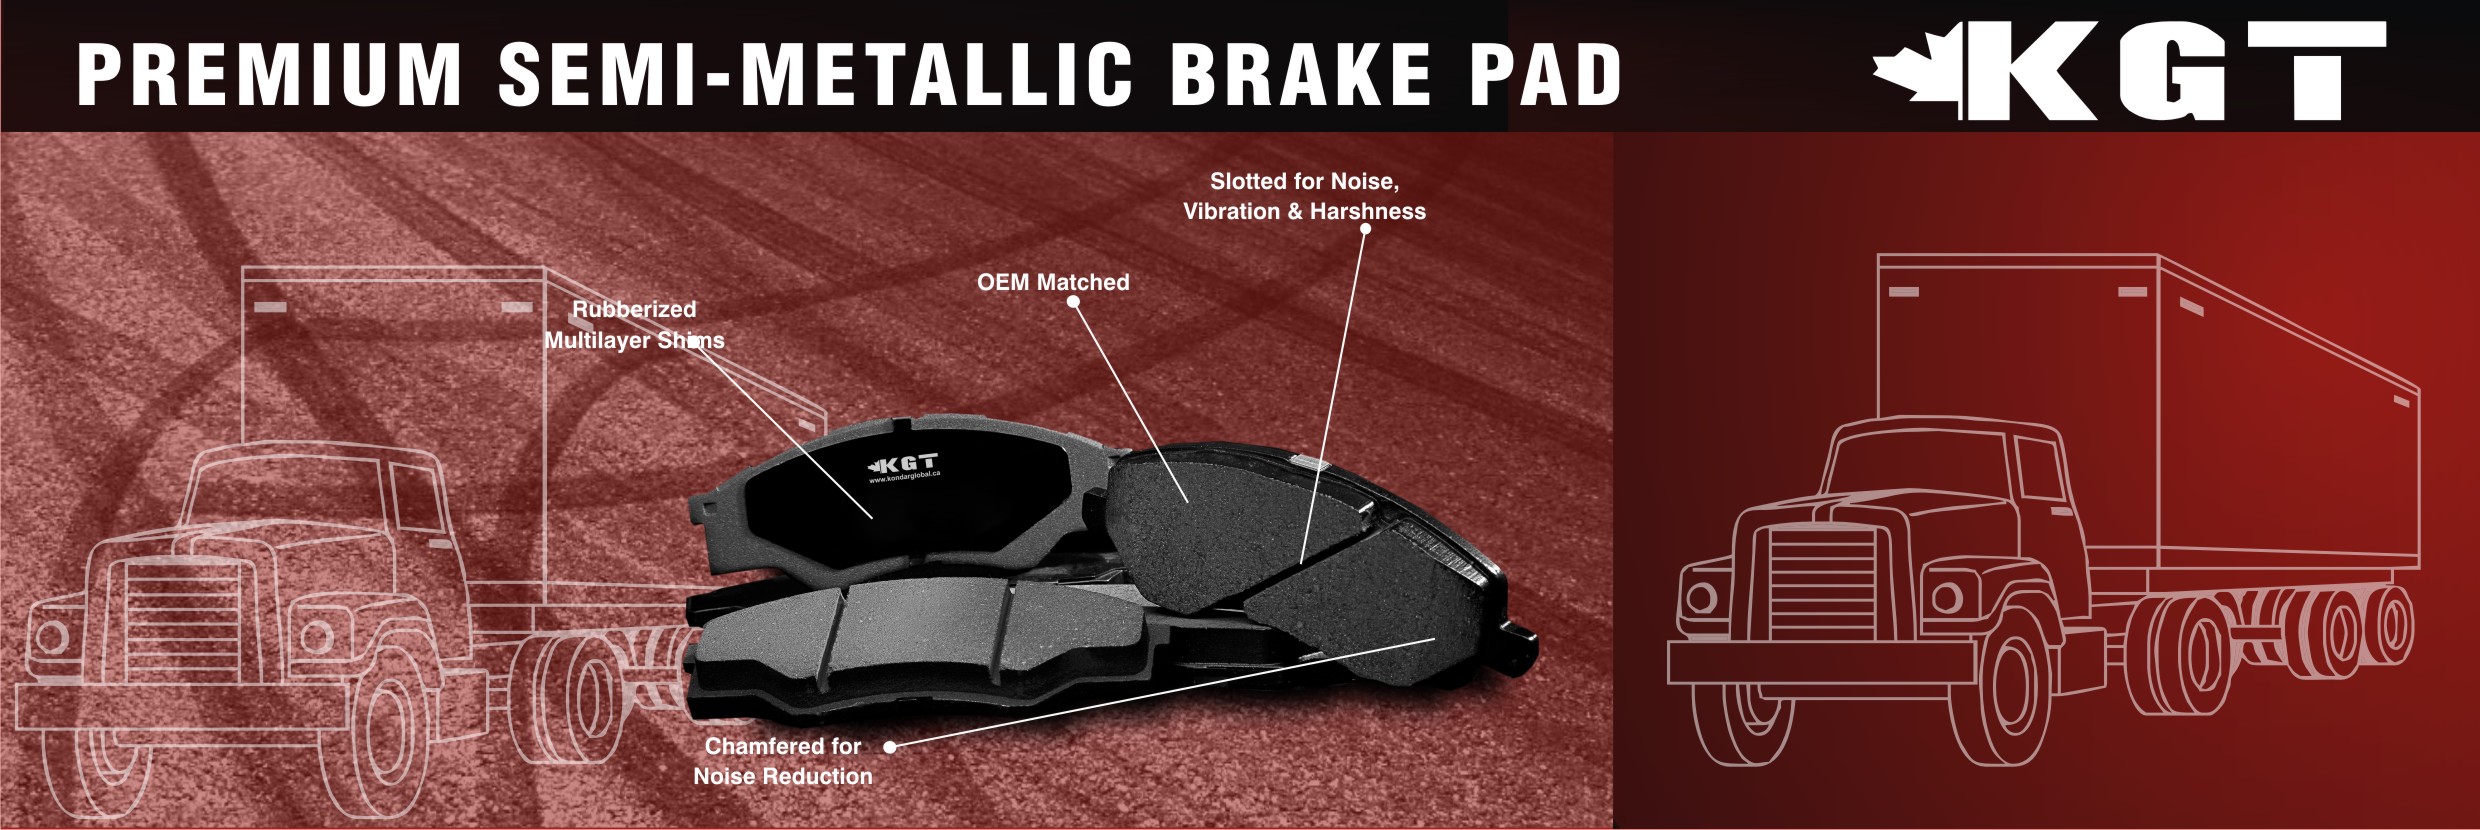 PREMIUM SEMI-METALLIC BRAKE PAD
KGT
Slotted for Noise,
Vibration & Harshness
OEM Matched
Rubberized
Multilayer Shims
KGT
www.kondarglobal.ca
Chamfered for
Noise Reduction